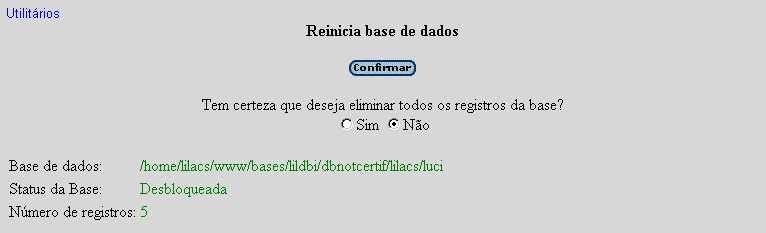 Utilitários
Reinicia base de dados
Confirmar
Tem certeza que deseja eliminar todos os registros da base?
Sim Não
Base de dados: /home/lilacs/www/bases/lildbi/dbnotcertif/lilacs/luci
Status da Base: Desbloqueada
Número de registros: 5